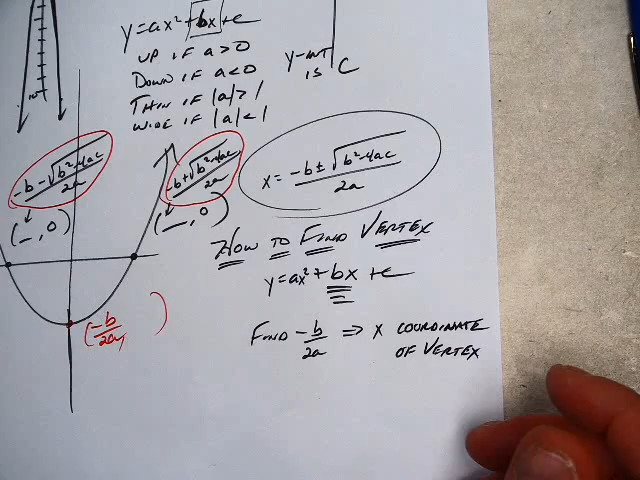 y=ax²+bx+c
UP IF a>0
DOWN IF a<0
THIN IF |a|>1
WIDE IF |a|<1
y-INT
IS C
-b-√b²-4ac
2a
(_,0)
-b+√b²-4ac
2a
(_,0)
x=-b±√b²-4ac
2a
HOW TO FIND VERTEX
y=ax²+bx+c
(-b/2a, )
FIND -b/2a ⇒ X COORDINATE
OF VERTEX